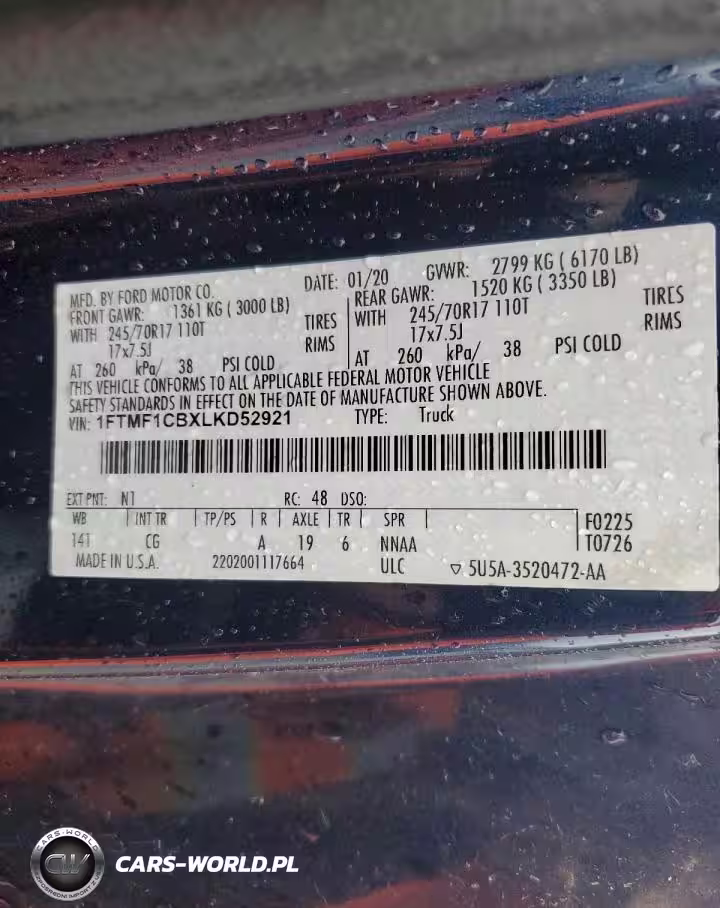 MFD. BY FORD MOTOR CO. DATE: 01/20 GVWR: 2799 KG ( 6170 LB)
FRONT GAWR: 1361 KG ( 3000 LB) REAR GAWR: 1520 KG ( 3350 LB)
WITH 245/70R17 110T TIRES WITH 245/70R17 110T TIRES
17x7.5J RIMS 17x7.5J RIMS
AT 260 kPa/ 38 PSI COLD AT 260 kPa/ 38 PSI COLD
THIS VEHICLE CONFORMS TO ALL APPLICABLE FEDERAL MOTOR VEHICLE
SAFETY STANDARDS IN EFFECT ON THE DATE OF MANUFACTURE SHOWN ABOVE.
VIN: 1FTMF1CBXLKD52921 TYPE: Truck
EXT PNT: N1 RC: 48 DSO:
WB INT TR TP/PS R AXLE TR SPR F0225
141 CG A 19 6 NNAA T0726
MADE IN U.S.A. 2202001117664 ULC ▽ 5U5A-3520472-AA
CARS-WORLD
CW
CARS-WORLD.PL